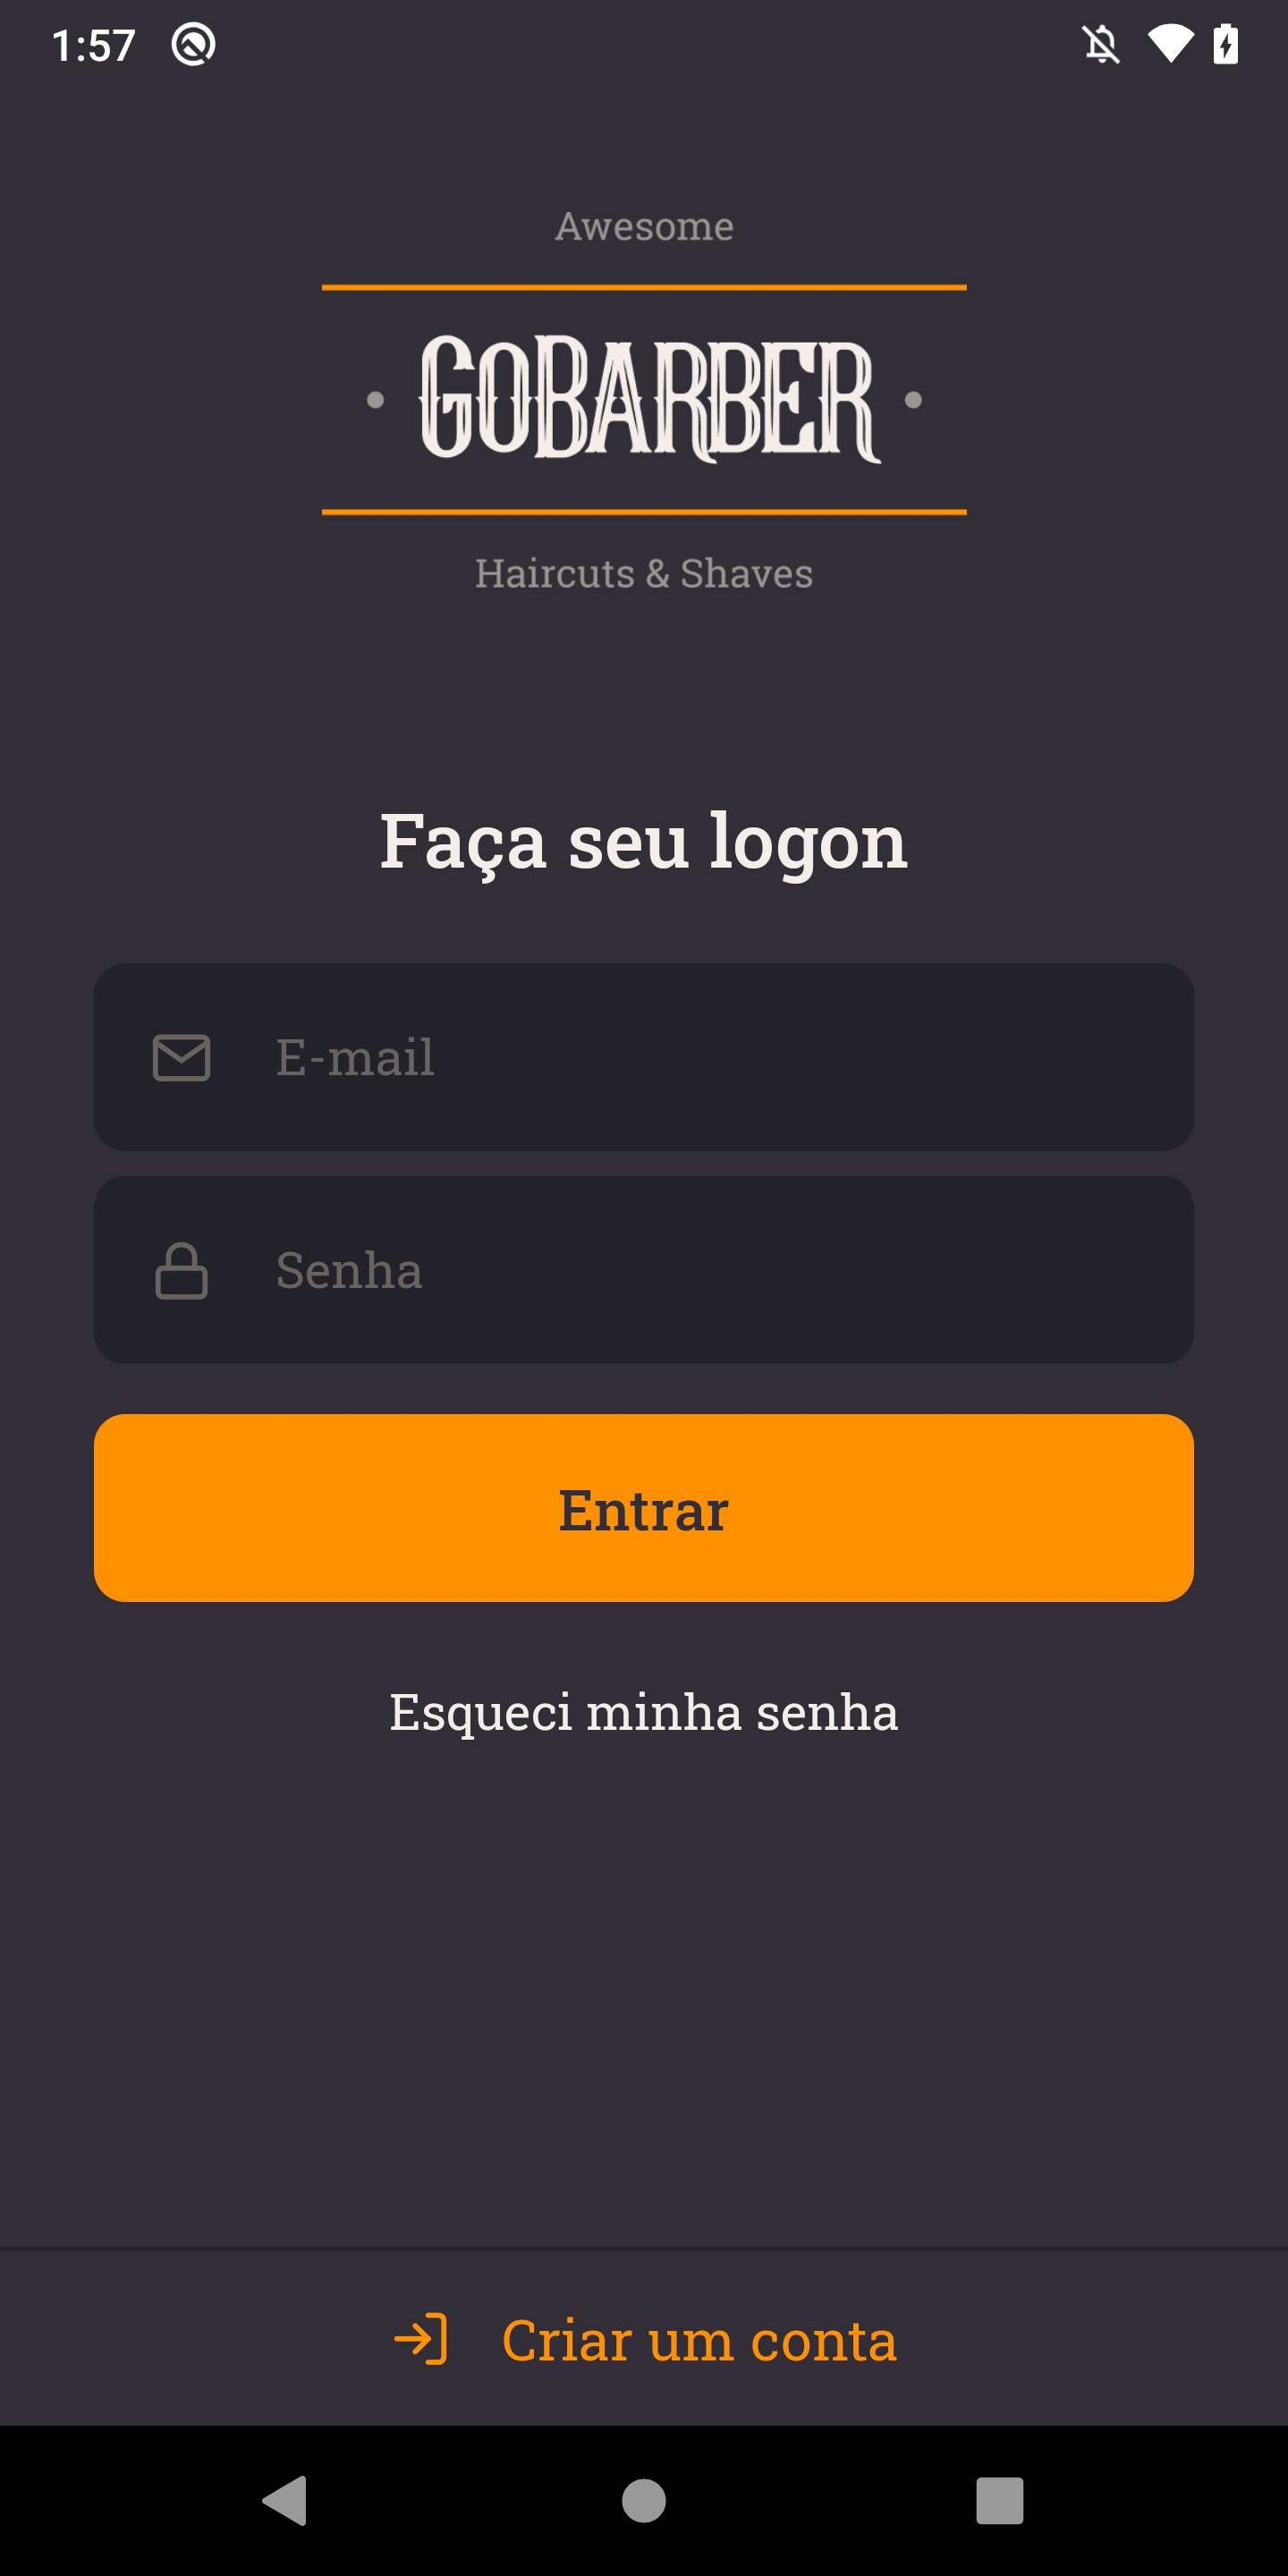 1:57
Awesome
GOBARBER
Haircuts & Shaves
Faça seu logon
E-mail
Senha
Entrar
Esqueci minha senha
Criar um conta